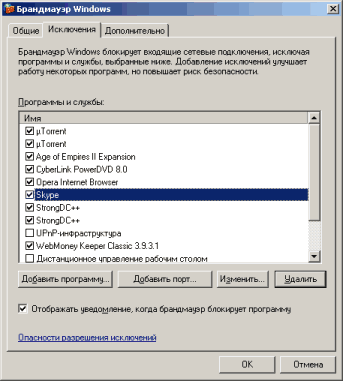 Брандмауэр Windows
Общие Исключения Дополнительно
Брандмауэр Windows блокирует входящие сетевые подключения, исключая
программы и службы, выбранные ниже. Добавление исключений улучшает
работу некоторых программ, но повышает риск безопасности.
Программы и службы:
Имя
µTorrent
µTorrent
Age of Empires II Expansion
CyberLink PowerDVD 8.0
Opera Internet Browser
Skype
StrongDC++
StrongDC++
UPnP-инфраструктура
WebMoney Keeper Classic 3.9.3.1
Дистанционное управление рабочим столом
Добавить программу... Добавить порт... Изменить... Удалить
Отображать уведомление, когда брандмауэр блокирует программу
Опасности разрешения исключений
OK Отмена